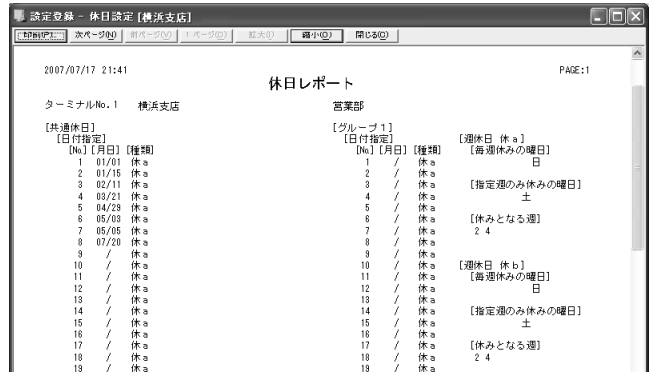 設定登録 - 休日設定 [横浜支店]
印刷(P)... 次ページ(N) 前ページ(V) 1ページ(O) 拡大(I) 縮小(O) 閉じる(C)
2007/07/17 21:41 PAGE:1
休日レポート
ターミナルNo. 1 横浜支店 営業部
[共通休日] [グループ1]
[日付指定] [日付指定] [週休日 休a]
[No.] [月日] [種類] [No.] [月日] [種類] [毎週休みの曜日]
1 01/01 休a 1 / 休a 日
2 01/15 休a 2 / 休a
3 02/11 休a 3 / 休a [指定週のみ休みの曜日]
4 03/21 休a 4 / 休a 土
5 04/29 休a 5 / 休a
6 05/03 休a 6 / 休a [休みとなる週]
7 05/05 休a 7 / 休a 2 4
8 07/20 休a 8 / 休a
9 / 休a 9 / 休a
10 / 休a 10 / 休a [週休日 休b]
11 / 休a 11 / 休a [毎週休みの曜日]
12 / 休a 12 / 休a 日
13 / 休a 13 / 休a
14 / 休a 14 / 休a [指定週のみ休みの曜日]
15 / 休a 15 / 休a 土
16 / 休a 16 / 休a
17 / 休a 17 / 休a [休みとなる週]
18 / 休a 18 / 休a 2 4
19 / 休a 19 / 休a